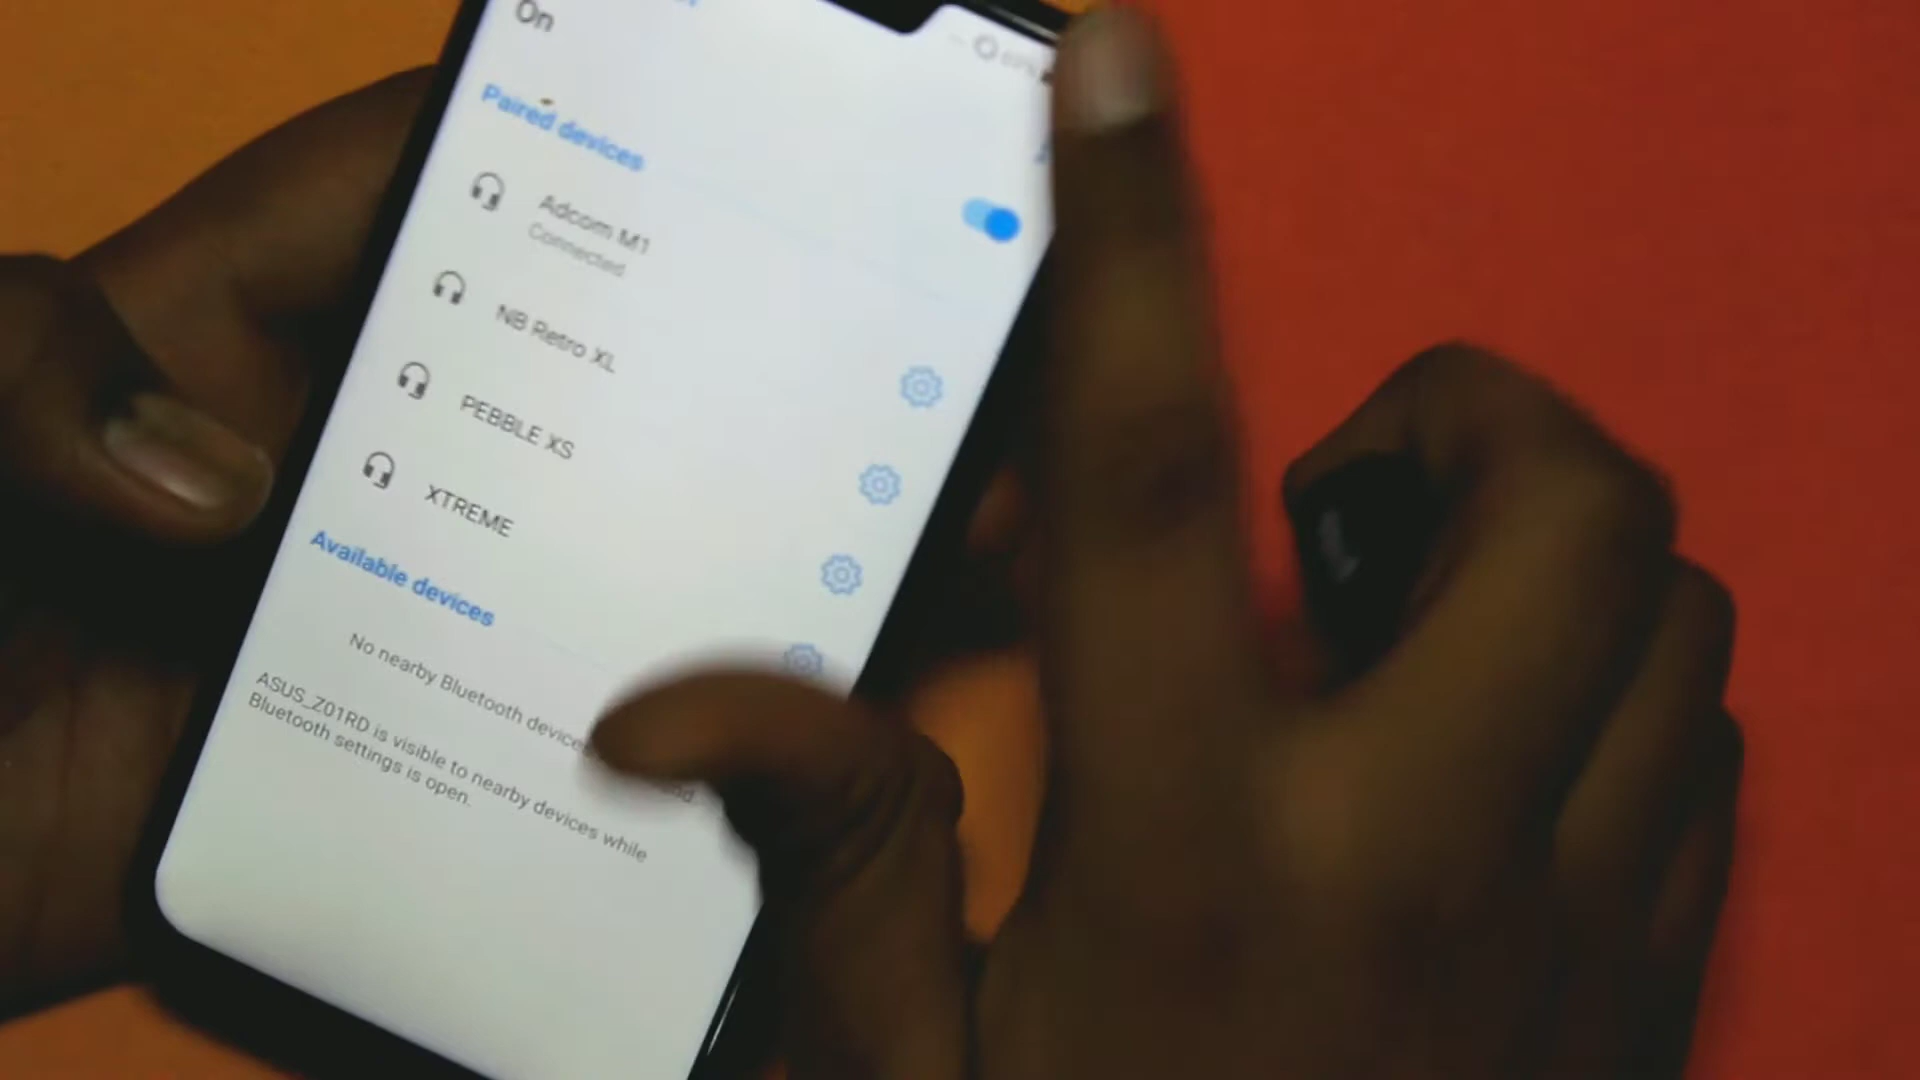 On
Paired devices
Adcom M1
Connected
NB Retro XL
PEBBLE XS
XTREME
Available devices
No nearby Bluetooth devices
ASUS_Z01RD is visible to nearby devices while
Bluetooth settings is open.